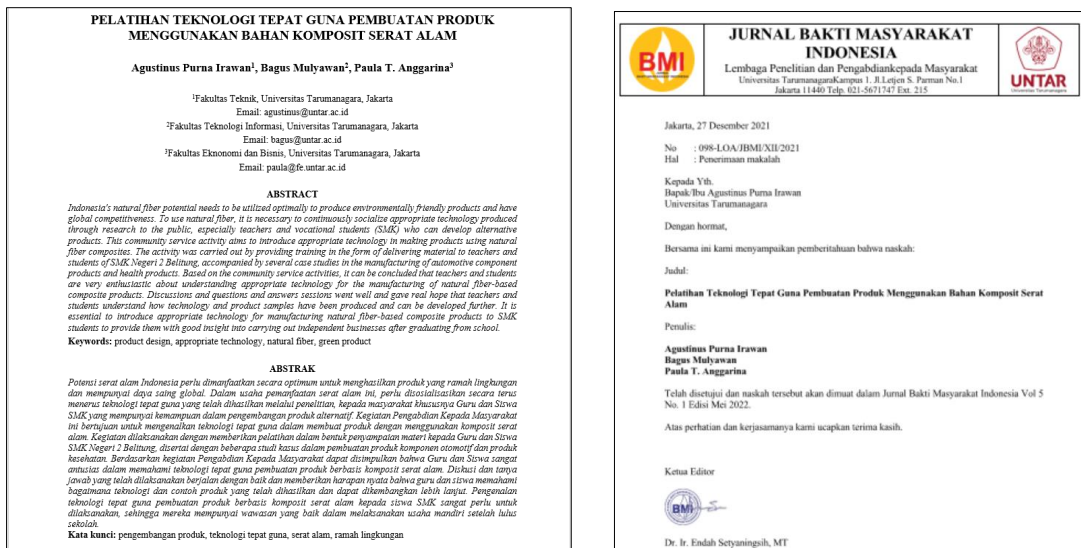 PELATIHAN TEKNOLOGI TEPAT GUNA PEMBUATAN PRODUK
MENGGUNAKAN BAHAN KOMPOSIT SERAT ALAM
Agustinus Purna Irawan¹, Bagus Mulyawan², Paula T. Anggarina³
¹Fakultas Teknik, Universitas Tarumanagara, Jakarta
Email: agustinus@untar.ac.id
²Fakultas Teknologi Informasi, Universitas Tarumanagara, Jakarta
Email: bagus@untar.ac.id
³Fakultas Eknonomi dan Bisnis, Universitas Tarumanagara, Jakarta
Email: paula@fe.untar.ac.id
ABSTRACT
Indonesia's natural fiber potential needs to be utilized optimally to produce environmentally friendly products and have
global competitiveness. To use natural fiber, it is necessary to continuously socialize appropriate technology produced
through research to the public, especially teachers and vocational students (SMK) who can develop alternative
products. This community service activity aims to introduce appropriate technology in making products using natural
fiber composites. The activity was carried out by providing training in the form of delivering material to teachers and
students of SMK Negeri 2 Belitung, accompanied by several case studies in the manufacturing of automotive component
products and health products. Based on the community service activities, it can be concluded that teachers and students
are very enthusiastic about understanding appropriate technology for the manufacturing of natural fiber-based
composite products. Discussions and questions and answers sessions went well and gave real hope that teachers and
students understand how technology and product samples have been produced and can be developed further. It is
essential to introduce appropriate technology for manufacturing natural fiber-based composite products to SMK
students to provide them with good insight into carrying out independent businesses after graduating from school.
Keywords: product design, appropriate technology, natural fiber, green product
ABSTRAK
Potensi serat alam Indonesia perlu dimanfaatkan secara optimum untuk menghasilkan produk yang ramah lingkungan
dan mempunyai daya saing global. Dalam usaha pemanfaatan serat alam ini, perlu disosialisasikan secara terus
menerus teknologi tepat guna yang telah dihasilkan melalui penelitian, kepada masyarakat khususnya Guru dan Siswa
SMK yang mempunyai kemampuan dalam pengembangan produk alternatif. Kegiatan Pengabdian Kepada Masyarakat
ini bertujuan untuk mengenalkan teknologi tepat guna dalam membuat produk dengan menggunakan komposit serat
alam. Kegiatan dilaksanakan dengan memberikan pelatihan dalam bentuk penyampaian materi kepada Guru dan Siswa
SMK Negeri 2 Belitung, disertai dengan beberapa studi kasus dalam pembuatan produk komponen otomotif dan produk
kesehatan. Berdasarkan kegiatan Pengabdian Kepada Masyarakat dapat disimpulkan bahwa Guru dan Siswa sangat
antusias dalam memahami teknologi tepat guna pembuatan produk berbasis komposit serat alam. Diskusi dan tanya
jawab yang telah dilaksanakan berjalan dengan baik dan memberikan harapan nyata bahwa guru dan siswa memahami
bagaimana teknologi dan contoh produk yang telah dihasilkan dan dapat dikembangkan lebih lanjut. Pengenalan
teknologi tepat guna pembuatan produk berbasis komposit serat alam kepada siswa SMK sangat perlu untuk
dilaksanakan, sehingga mereka mempunyai wawasan yang baik dalam melaksanakan usaha mandiri setelah lulus
sekolah.
Kata kunci: pengembangan produk, teknologi tepat guna, serat alam, ramah lingkungan
BMI
JURNAL BAKTI MASYARAKAT
INDONESIA
Lembaga Penelitian dan Pengabdiankepada Masyarakat
Universitas TarumanagaraKampus 1. Jl.Letjen S. Parman No.1
Jakarta 11440 Telp. 021-5671747 Ext. 215
UNTAR
Universitas Tarumanagara
Jakarta, 27 Desember 2021
No : 098-LOA/JBMI/XII/2021
Hal : Penerimaan makalah
Kepada Yth.
Bapak/Ibu Agustinus Purna Irawan
Universitas Tarumanagara
Dengan hormat,
Bersama ini kami menyampaikan pemberitahuan bahwa naskah:
Judul:
Pelatihan Teknologi Tepat Guna Pembuatan Produk Menggunakan Bahan Komposit Serat
Alam
Penulis:
Agustinus Purna Irawan
Bagus Mulyawan
Paula T. Anggarina
Telah disetujui dan naskah tersebut akan dimuat dalam Jurnal Bakti Masyarakat Indonesia Vol 5
No. 1 Edisi Mei 2022.
Atas perhatian dan kerjasamanya kami ucapkan terima kasih.
Ketua Editor
BMI
Dr. Ir. Endah Setyaningsih, MT